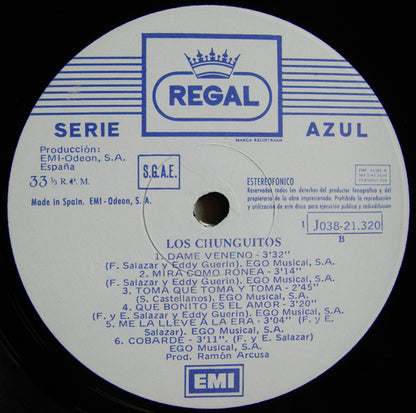 REGAL
MARCA REGISTRADA
SERIE AZUL
Producción:
EMI-Odeon, S.A.
España
33 ⅓ R.P.M.
S.G.A.E.
Made in Spain. EMI-Odeon, S.A.
ESTEREOFONICO
Reservados todos los derechos del productor fonográfico y del
propietario de la obra impresionada. Prohibida la reproducción
y utilización de este disco para ejecución pública y radiodifusión
1 J038-21.320
B
LOS CHUNGUITOS
1. DAME VENENO - 3'32"
(F. Salazar y Eddy Guerin). EGO Musical, S.A.
2. MIRA COMO RONEA - 3'14"
(F. Salazar y Eddy Guerin). EGO Musical, S.A.
3. TOMA QUE TOMA Y TOMA - 2'45"
(S. Castellanos). EGO Musical, S.A.
4. QUE BONITO ES EL AMOR - 3'20"
(F. y E. Salazar y Eddy Guerin). EGO Musical, S.A.
5. ME LA LLEVE A LA ERA - 3'04" (F. y E.
Salazar). EGO Musical, S.A.
6. COBARDE - 3'11". (F. y E. Salazar)
EGO Musical, S.A.
Prod. Ramón Arcusa
EMI